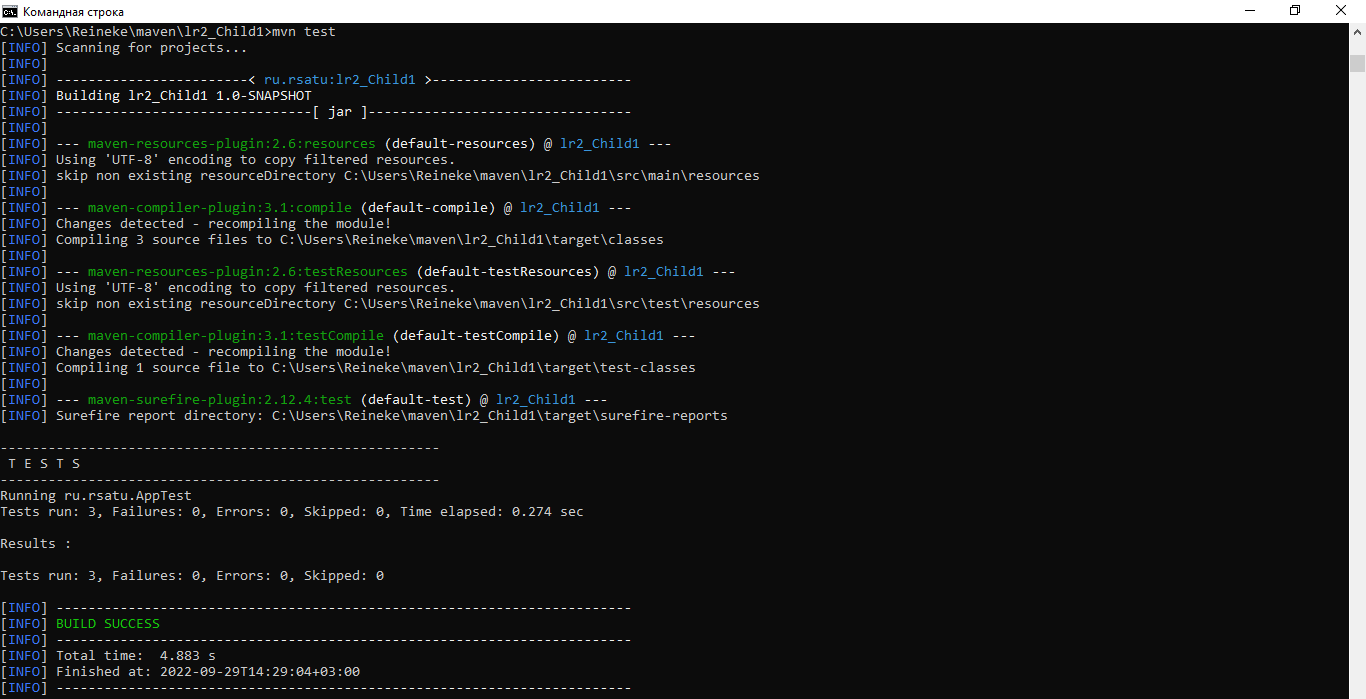 Командная строка
C:\Users\Reineke\maven\lr2_Child1>mvn test
[INFO] Scanning for projects...
[INFO]
[INFO] ------------------------< ru.rsatu:lr2_Child1 >-------------------------
[INFO] Building lr2_Child1 1.0-SNAPSHOT
[INFO] --------------------------------[ jar ]---------------------------------
[INFO]
[INFO] --- maven-resources-plugin:2.6:resources (default-resources) @ lr2_Child1 ---
[INFO] Using 'UTF-8' encoding to copy filtered resources.
[INFO] skip non existing resourceDirectory C:\Users\Reineke\maven\lr2_Child1\src\main\resources
[INFO]
[INFO] --- maven-compiler-plugin:3.1:compile (default-compile) @ lr2_Child1 ---
[INFO] Changes detected - recompiling the module!
[INFO] Compiling 3 source files to C:\Users\Reineke\maven\lr2_Child1\target\classes
[INFO]
[INFO] --- maven-resources-plugin:2.6:testResources (default-testResources) @ lr2_Child1 ---
[INFO] Using 'UTF-8' encoding to copy filtered resources.
[INFO] skip non existing resourceDirectory C:\Users\Reineke\maven\lr2_Child1\src\test\resources
[INFO]
[INFO] --- maven-compiler-plugin:3.1:testCompile (default-testCompile) @ lr2_Child1 ---
[INFO] Changes detected - recompiling the module!
[INFO] Compiling 1 source file to C:\Users\Reineke\maven\lr2_Child1\target\test-classes
[INFO]
[INFO] --- maven-surefire-plugin:2.12.4:test (default-test) @ lr2_Child1 ---
[INFO] Surefire report directory: C:\Users\Reineke\maven\lr2_Child1\target\surefire-reports
-------------------------------------------------------
T E S T S
-------------------------------------------------------
Running ru.rsatu.AppTest
Tests run: 3, Failures: 0, Errors: 0, Skipped: 0, Time elapsed: 0.274 sec
Results :
Tests run: 3, Failures: 0, Errors: 0, Skipped: 0
[INFO] ------------------------------------------------------------------------
[INFO] BUILD SUCCESS
[INFO] ------------------------------------------------------------------------
[INFO] Total time:  4.883 s
[INFO] Finished at: 2022-09-29T14:29:04+03:00
[INFO] ------------------------------------------------------------------------